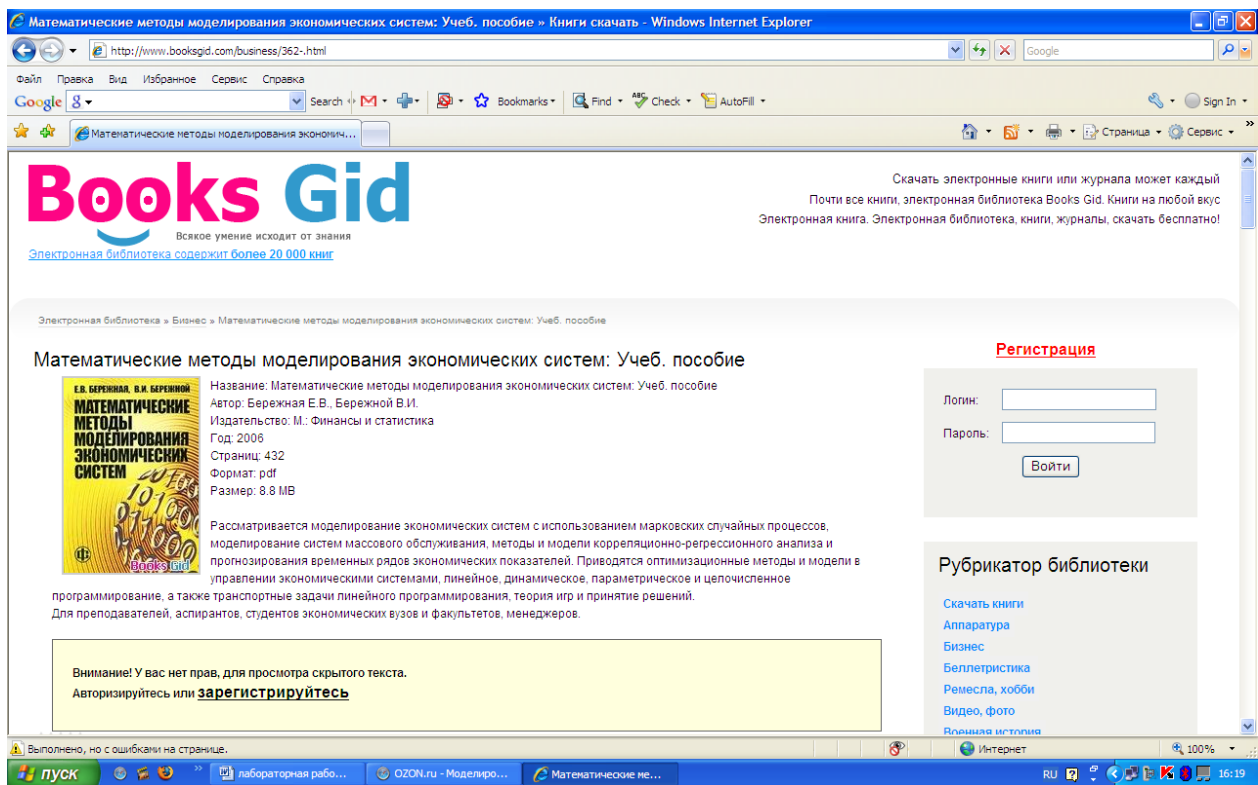 Математические методы моделирования экономических систем: Учеб. пособие » Книги скачать - Windows Internet Explorer
http://www.booksgid.com/business/362-.html
Google
Файл Правка Вид Избранное Сервис Справка
Google Search Bookmarks Find Check AutoFill Sign In
Математические методы моделирования экономич... Страница Сервис
Books Gid
Всякое умение исходит от знания
Электронная библиотека содержит более 20 000 книг
Скачать электронные книги или журнала может каждый
Почти все книги, электронная библиотека Books Gid. Книги на любой вкус
Электронная книга. Электронная библиотека, книги, журналы, скачать бесплатно!
Электронная библиотека » Бизнес » Математические методы моделирования экономических систем: Учеб. пособие
Математические методы моделирования экономических систем: Учеб. пособие
Е.В. БЕРЕЖНАЯ, В.И. БЕРЕЖНОЙ
МАТЕМАТИЧЕСКИЕ
МЕТОДЫ
МОДЕЛИРОВАНИЯ
ЭКОНОМИЧЕСКИХ
СИСТЕМ
Books Gid
Название: Математические методы моделирования экономических систем: Учеб. пособие
Автор: Бережная Е.В., Бережной В.И.
Издательство: М.: Финансы и статистика
Год: 2006
Страниц: 432
Формат: pdf
Размер: 8.8 MB
Рассматривается моделирование экономических систем с использованием марковских случайных процессов,
моделирование систем массового обслуживания, методы и модели корреляционно-регрессионного анализа и
прогнозирования временных рядов экономических показателей. Приводятся оптимизационные методы и модели в
управлении экономическими системами, линейное, динамическое, параметрическое и целочисленное
программирование, а также транспортные задачи линейного программирования, теория игр и принятие решений.
Для преподавателей, аспирантов, студентов экономических вузов и факультетов, менеджеров.
Внимание! У вас нет прав, для просмотра скрытого текста.
Авторизируйтесь или зарегистрируйтесь
Регистрация
Логин:
Пароль:
Войти
Рубрикатор библиотеки
Скачать книги
Аппаратура
Бизнес
Беллетристика
Ремесла, хобби
Видео, фото
Военная история
Выполнено, но с ошибками на странице. Интернет 100%
пуск лабораторная рабо... OZON.ru - Моделиро... Математические ме... RU 16:19